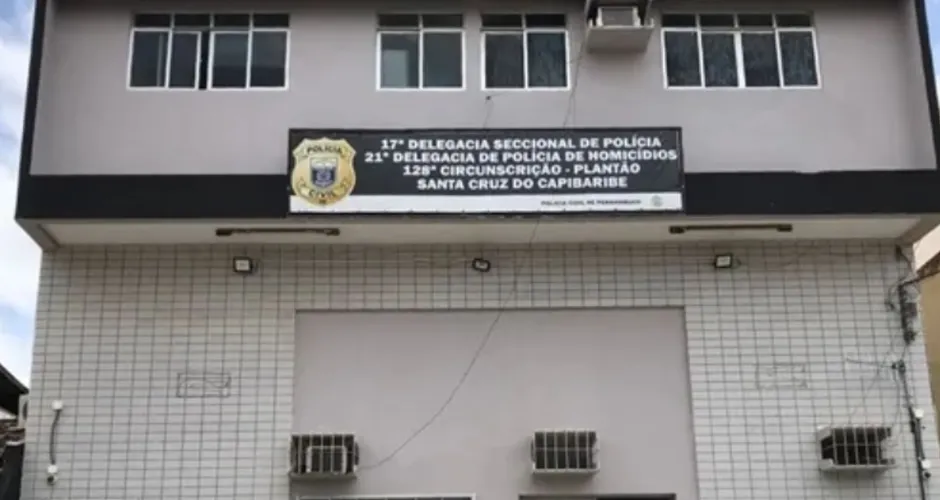 POLÍCIA
CIVIL
17ª DELEGACIA SECCIONAL DE POLÍCIA
21ª DELEGACIA DE POLÍCIA DE HOMICÍDIOS
128ª CIRCUNSCRIÇÃO - PLANTÃO
SANTA CRUZ DO CAPIBARIBE
POLÍCIA CIVIL DE PERNAMBUCO